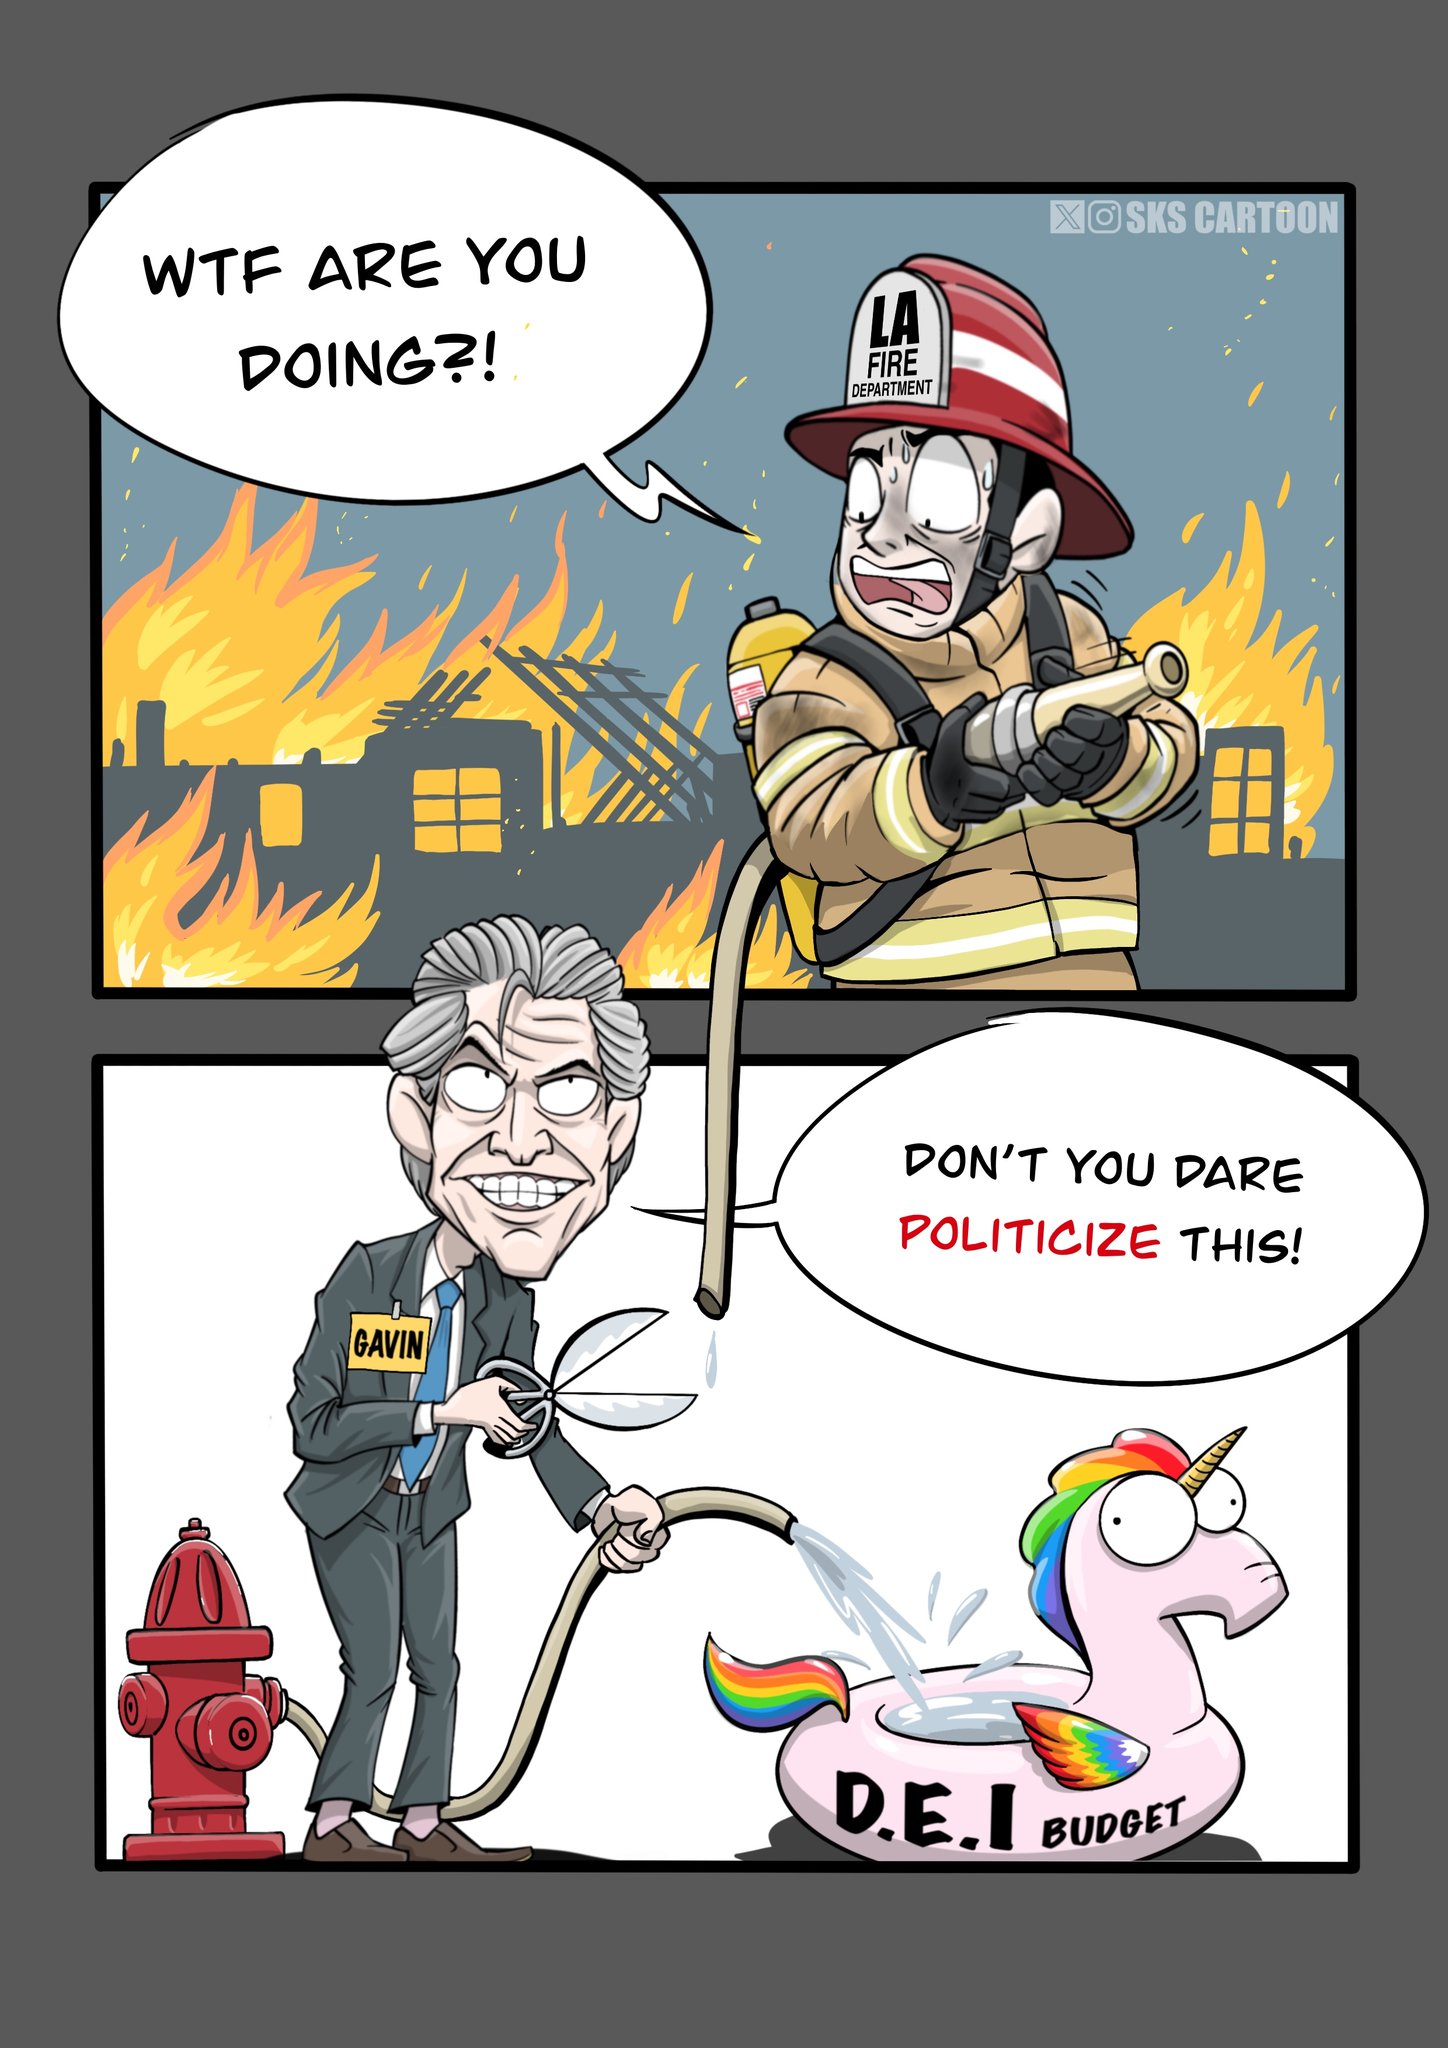 SKS CARTOON
WTF ARE YOU
DOING?!
LA
FIRE
DEPARTMENT
DON'T YOU DARE
POLITICIZE THIS!
GAVIN
D.E.I BUDGET